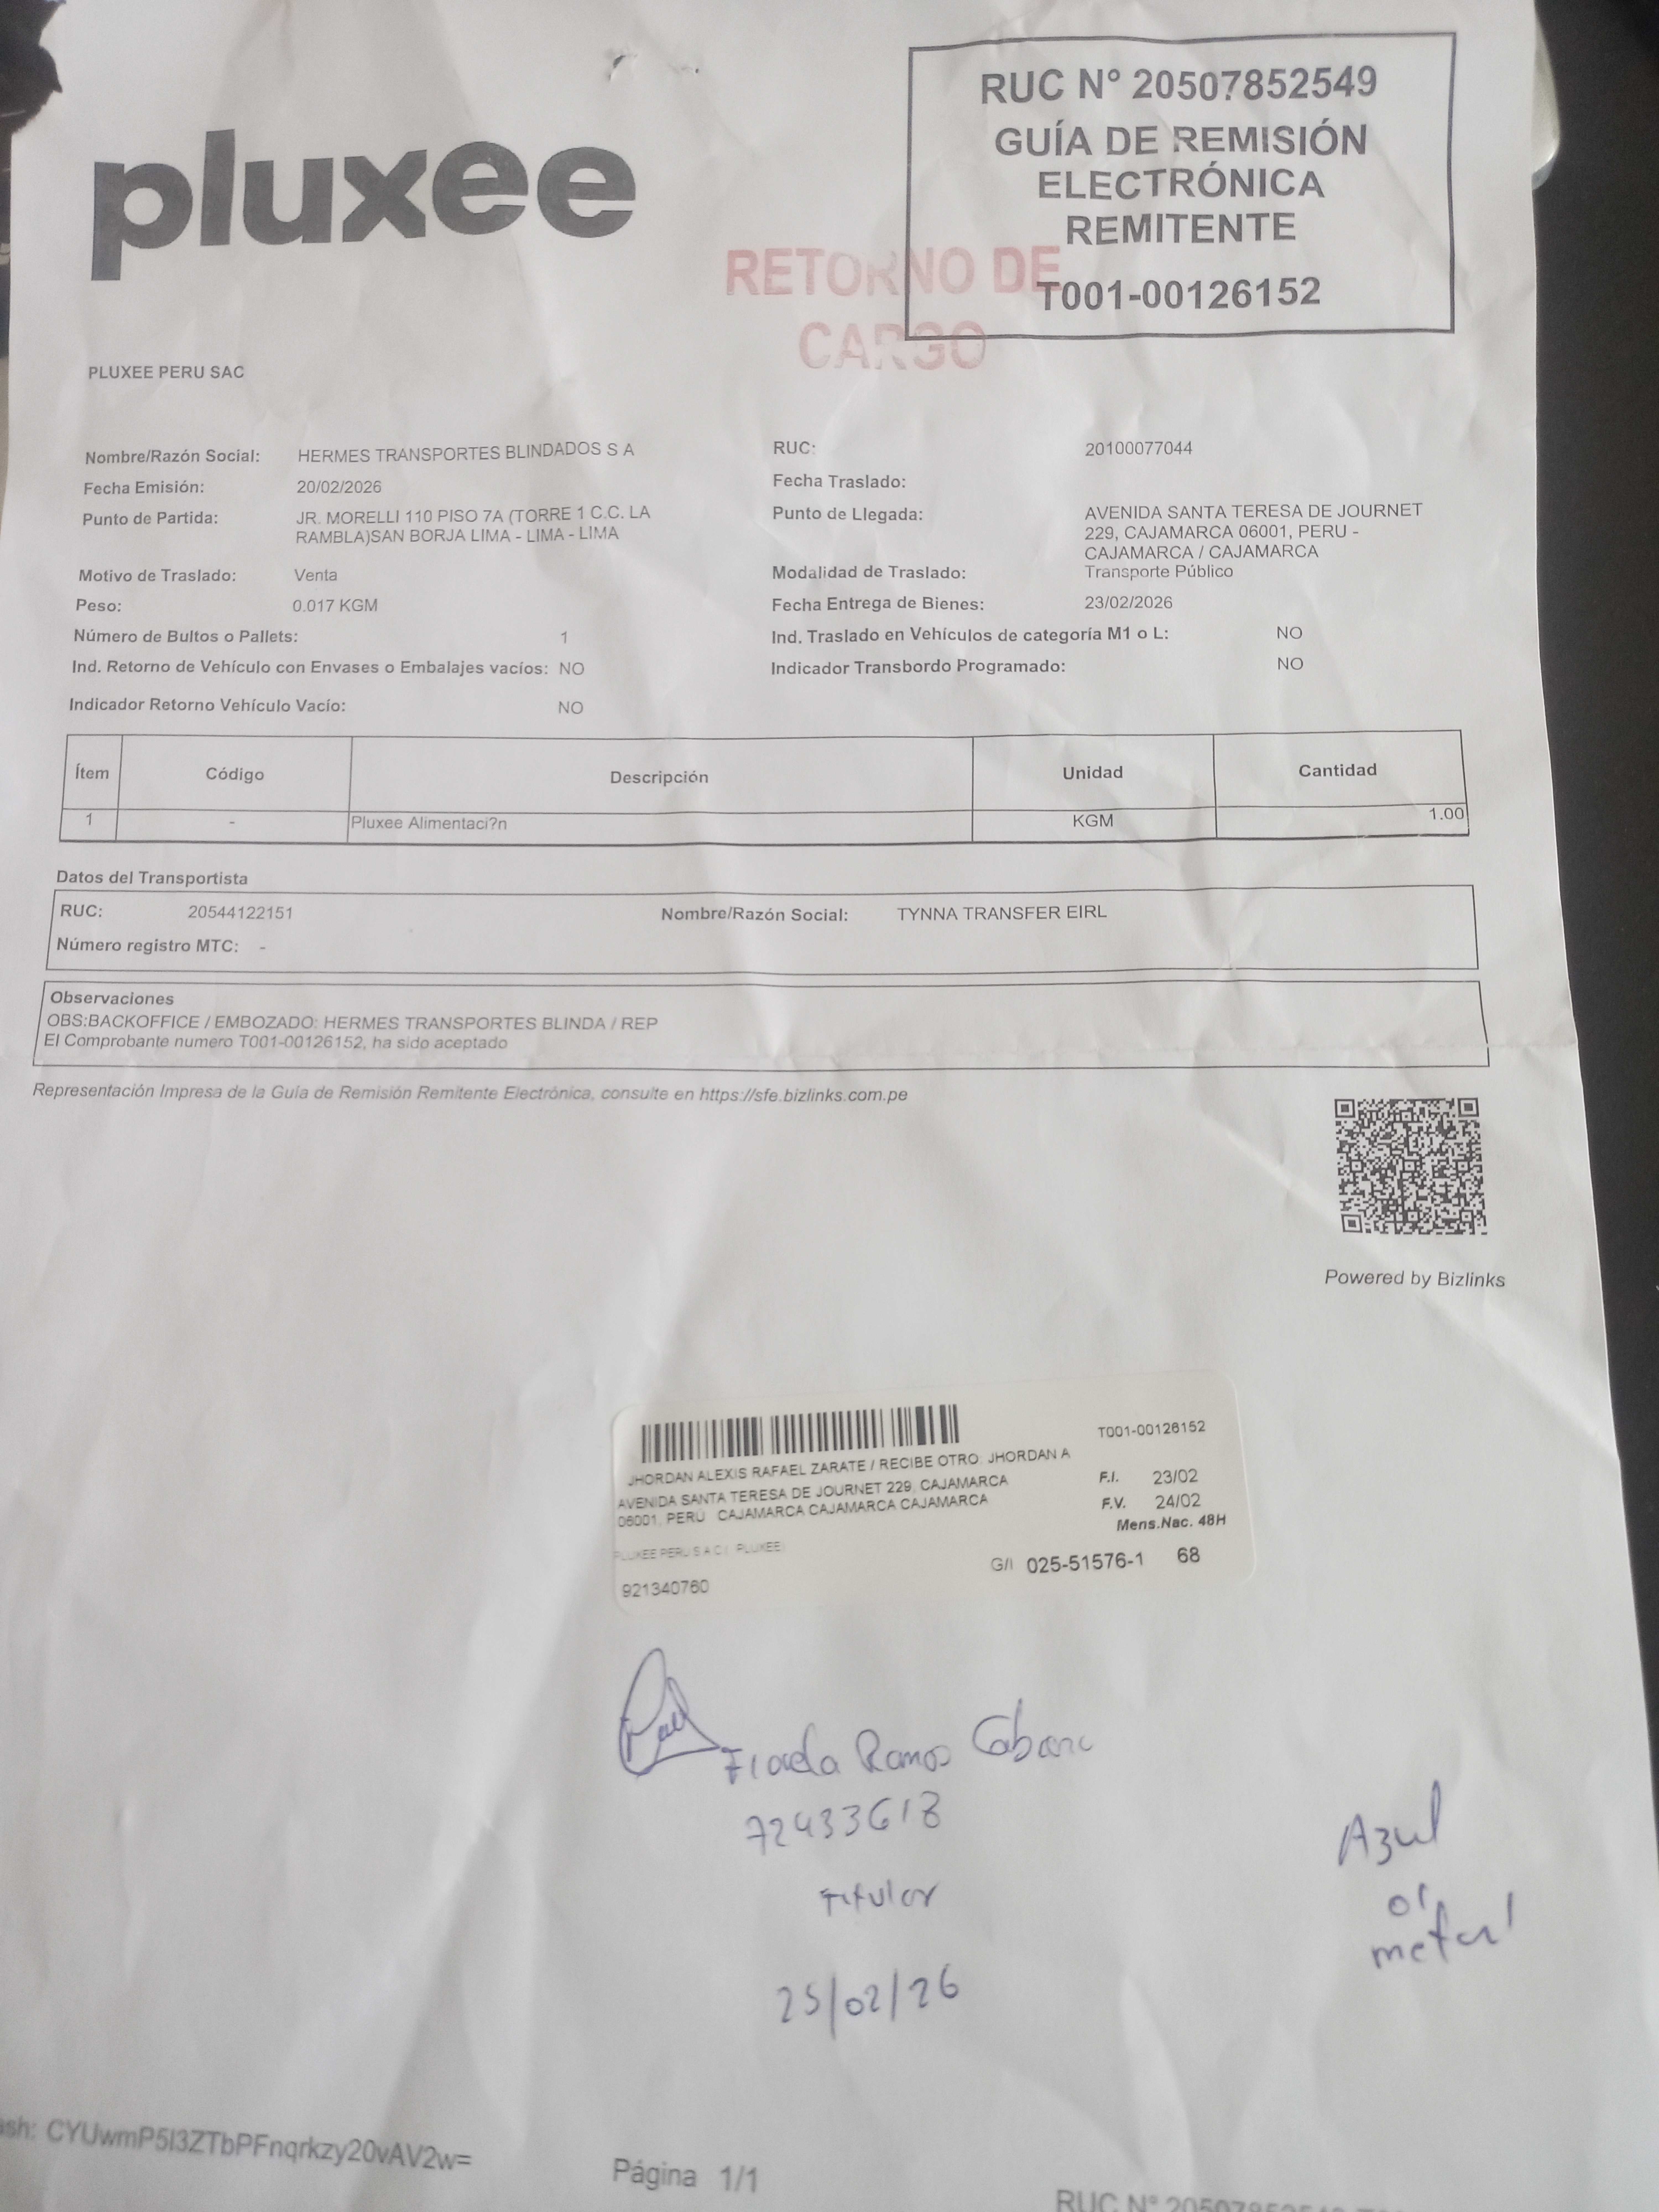 pluxee
RUC N° 20507852549
GUÍA DE REMISIÓN
ELECTRÓNICA
REMITENTE
T001-00126152
RETORNO DE
CARGO
PLUXEE PERU SAC
Nombre/Razón Social: HERMES TRANSPORTES BLINDADOS S A
RUC: 20100077044
Fecha Emisión: 20/02/2026
Fecha Traslado:
Punto de Partida: JR. MORELLI 110 PISO 7A (TORRE 1 C.C. LA
RAMBLA)SAN BORJA LIMA - LIMA - LIMA
Punto de Llegada: AVENIDA SANTA TERESA DE JOURNET
229, CAJAMARCA 06001, PERU -
CAJAMARCA / CAJAMARCA
Motivo de Traslado: Venta
Modalidad de Traslado: Transporte Público
Peso: 0.017 KGM
Fecha Entrega de Bienes: 23/02/2026
Número de Bultos o Pallets: 1
Ind. Traslado en Vehículos de categoría M1 o L: NO
Ind. Retorno de Vehículo con Envases o Embalajes vacíos: NO
Indicador Transbordo Programado: NO
Indicador Retorno Vehículo Vacío: NO
Ítem Código Descripción Unidad Cantidad
1 - Pluxee Alimentaci?n KGM 1.00
Datos del Transportista
RUC: 20544122151 Nombre/Razón Social: TYNNA TRANSFER EIRL
Número registro MTC: -
Observaciones
OBS:BACKOFFICE / EMBOZADO: HERMES TRANSPORTES BLINDA / REP
El Comprobante numero T001-00126152, ha sido aceptado
Representación Impresa de la Guía de Remisión Remitente Electrónica, consulte en https://sfe.bizlinks.com.pe
Powered by Bizlinks
T001-00126152
JHORDAN ALEXIS RAFAEL ZARATE / RECIBE OTRO: JHORDAN A
AVENIDA SANTA TERESA DE JOURNET 229, CAJAMARCA
06001, PERU CAJAMARCA CAJAMARCA CAJAMARCA
F.I. 23/02
F.V. 24/02
Mens.Nac. 48H
PLUXEE PERU S A C ( PLUXEE)
G/I 025-51576-1 68
921340760
Ramos
72433618
Titular
25/02/26
Azul
metal
ash: CYUwmP5I3ZTbPFnqrkzy20vAV2w=
Página 1/1